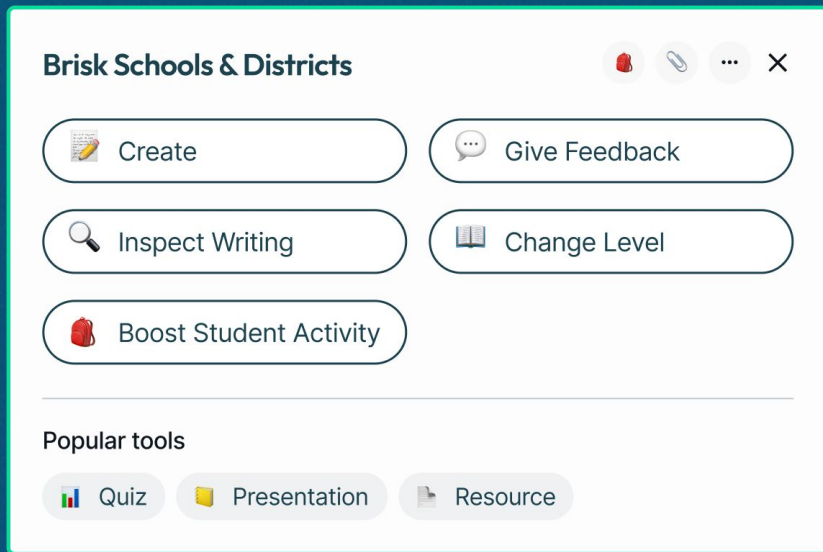 Brisk Schools & Districts
Create
Give Feedback
Inspect Writing
Change Level
Boost Student Activity
Popular tools
Quiz
Presentation
Resource